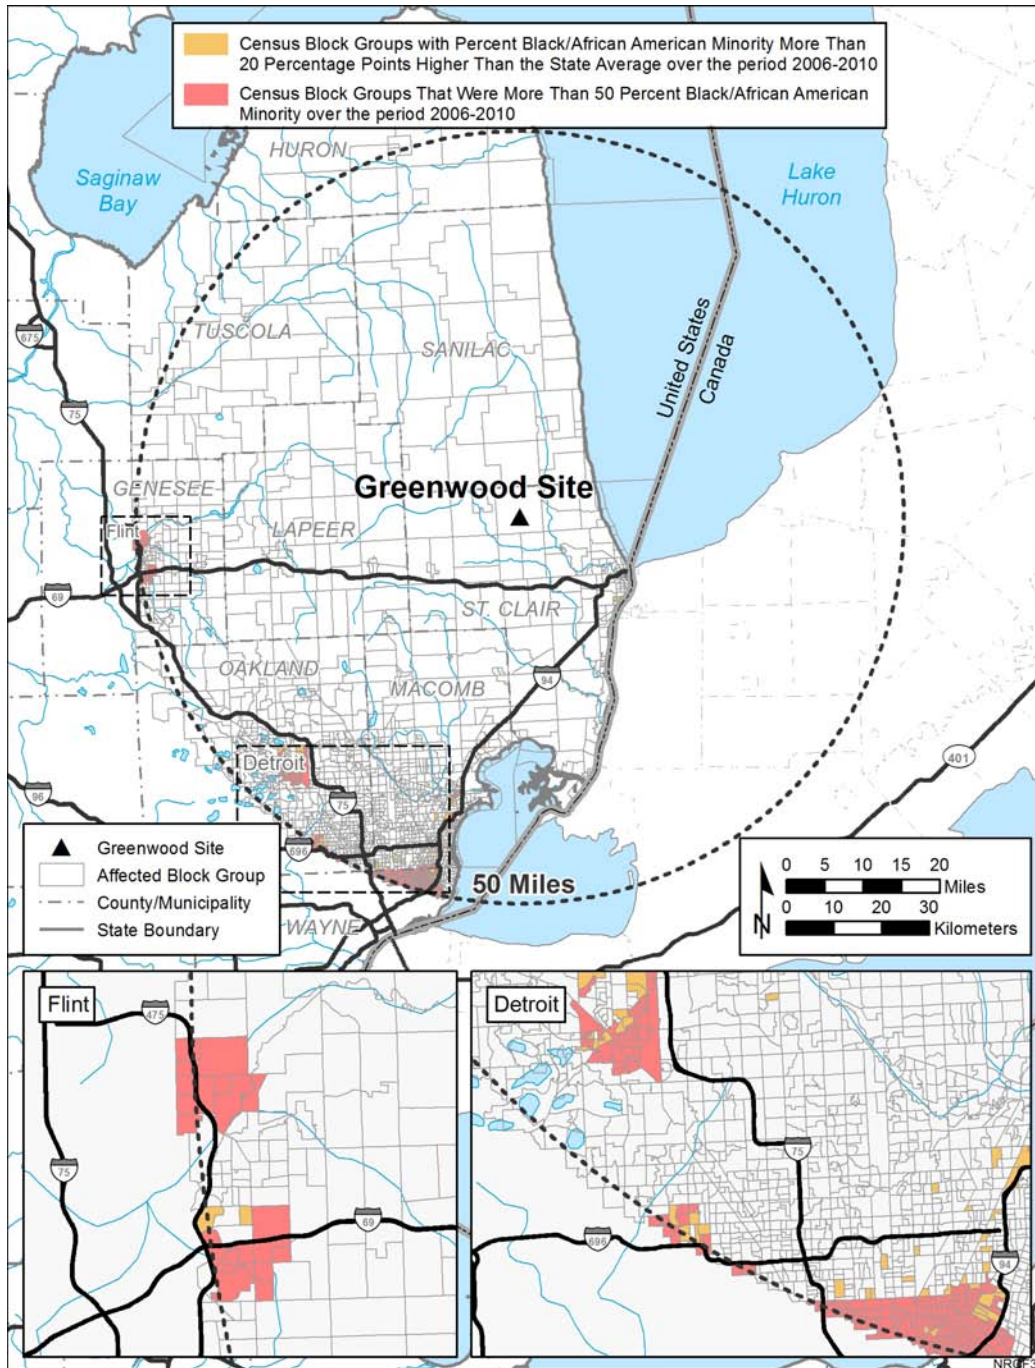 Census Block Groups with Percent Black/African American Minority More Than
20 Percentage Points Higher Than the State Average over the period 2006-2010
Census Block Groups That Were More Than 50 Percent Black/African American
Minority over the period 2006-2010
HURON
Saginaw
Bay
Lake
Huron
TUSCOLA
SANILAC
675
United States
Canada
75
GENESEE
Greenwood Site
Flint
LAPEER
69
ST. CLAIR
OAKLAND
MACOMB
94
Detroit
401
96
75
696
Greenwood Site
Affected Block Group
County/Municipality
State Boundary
WAYNE
50 Miles
N
0 5 10 15 20
Miles
0 10 20 30
Kilometers
Flint
475
75
69
Detroit
75
696
94